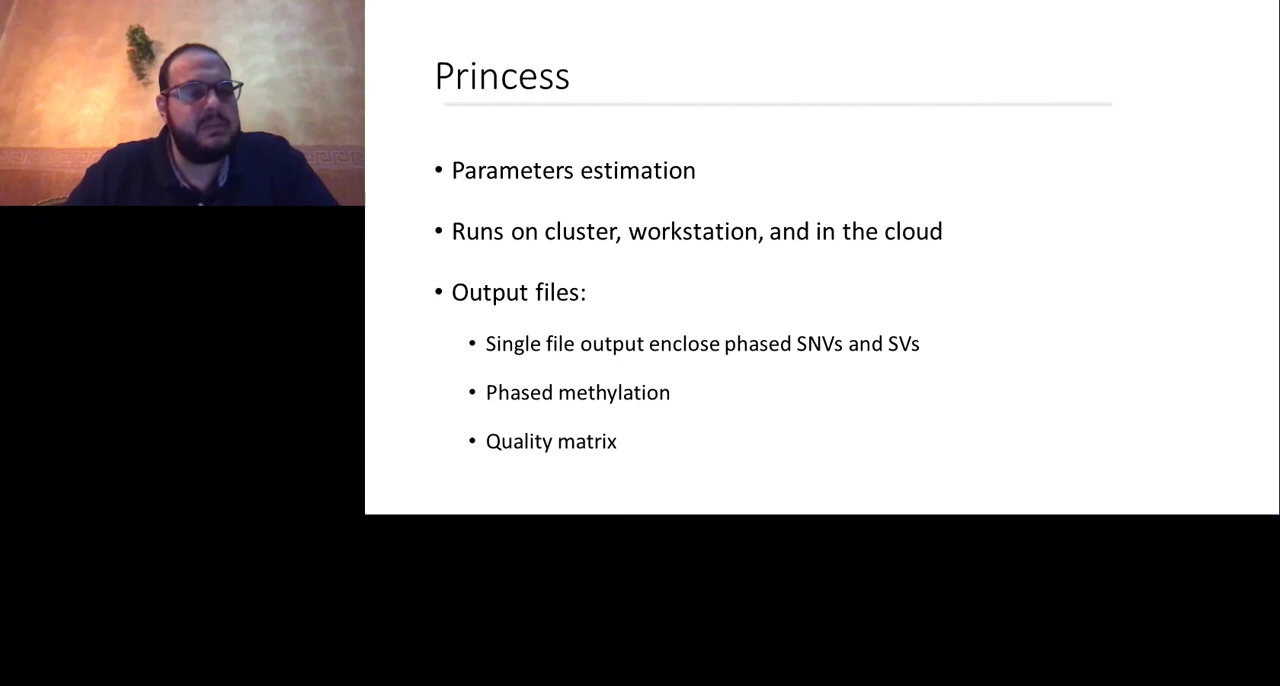 Princess
• Parameters estimation
• Runs on cluster, workstation, and in the cloud
• Output files:
• Single file output enclose phased SNVs and SVs
• Phased methylation
• Quality matrix